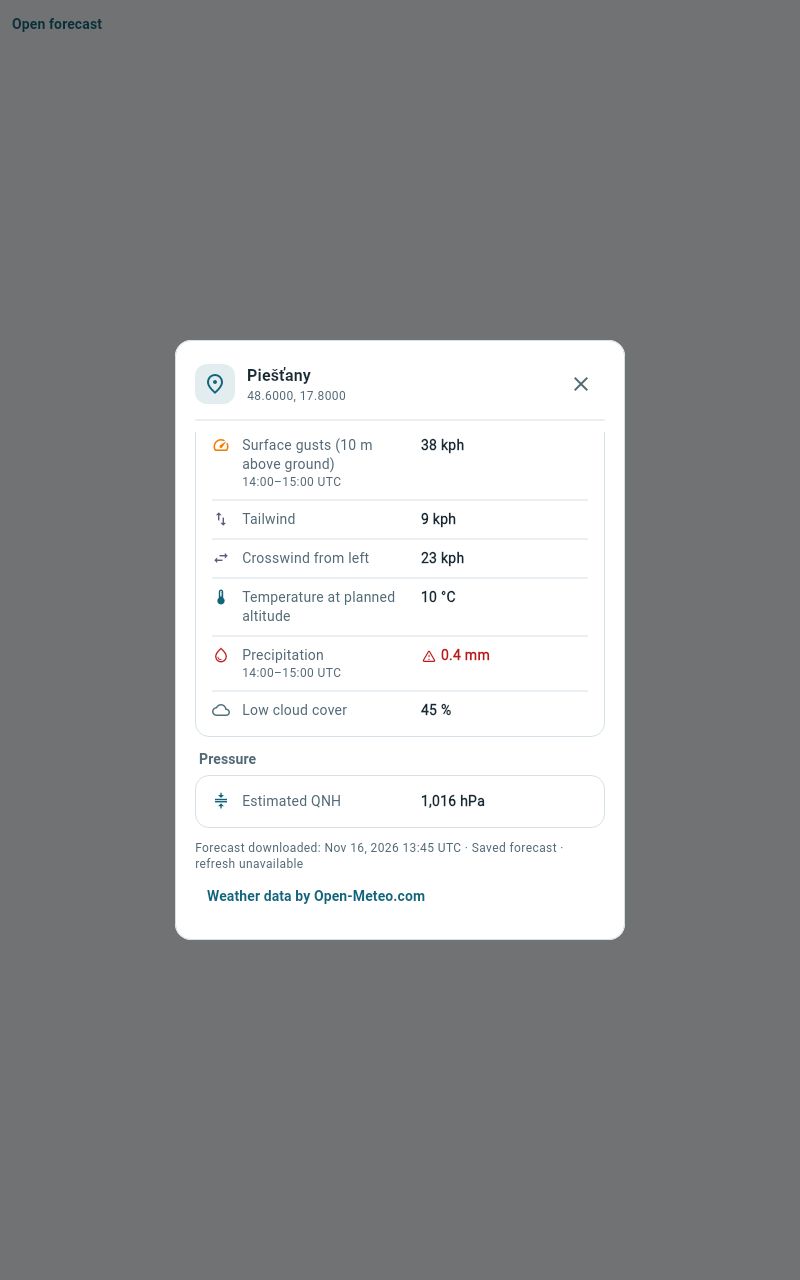 Open forecast
Piešťany
48.6000, 17.8000
Surface gusts (10 m above ground)
38 kph
14:00–15:00 UTC
Tailwind
9 kph
Crosswind from left
23 kph
Temperature at planned altitude
10 °C
Precipitation
0.4 mm
14:00–15:00 UTC
Low cloud cover
45 %
Pressure
Estimated QNH
1,016 hPa
Forecast downloaded: Nov 16, 2026 13:45 UTC · Saved forecast ·
refresh unavailable
Weather data by Open-Meteo.com